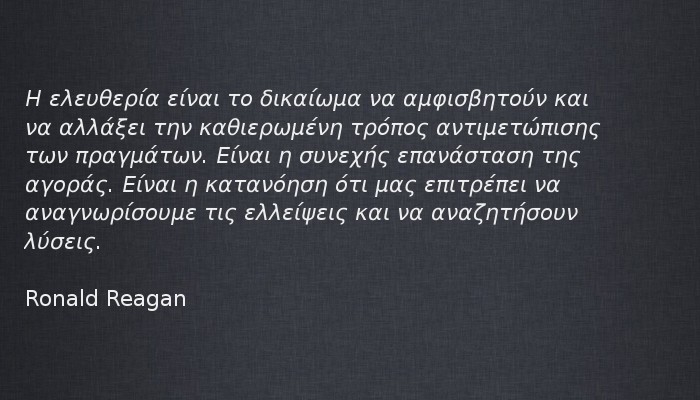 Η ελευθερία είναι το δικαίωμα να αμφισβητούν και
να αλλάξει την καθιερωμένη τρόπος αντιμετώπισης
των πραγμάτων. Είναι η συνεχής επανάσταση της
αγοράς. Είναι η κατανόηση ότι μας επιτρέπει να
αναγνωρίσουμε τις ελλείψεις και να αναζητήσουν
λύσεις.
Ronald Reagan